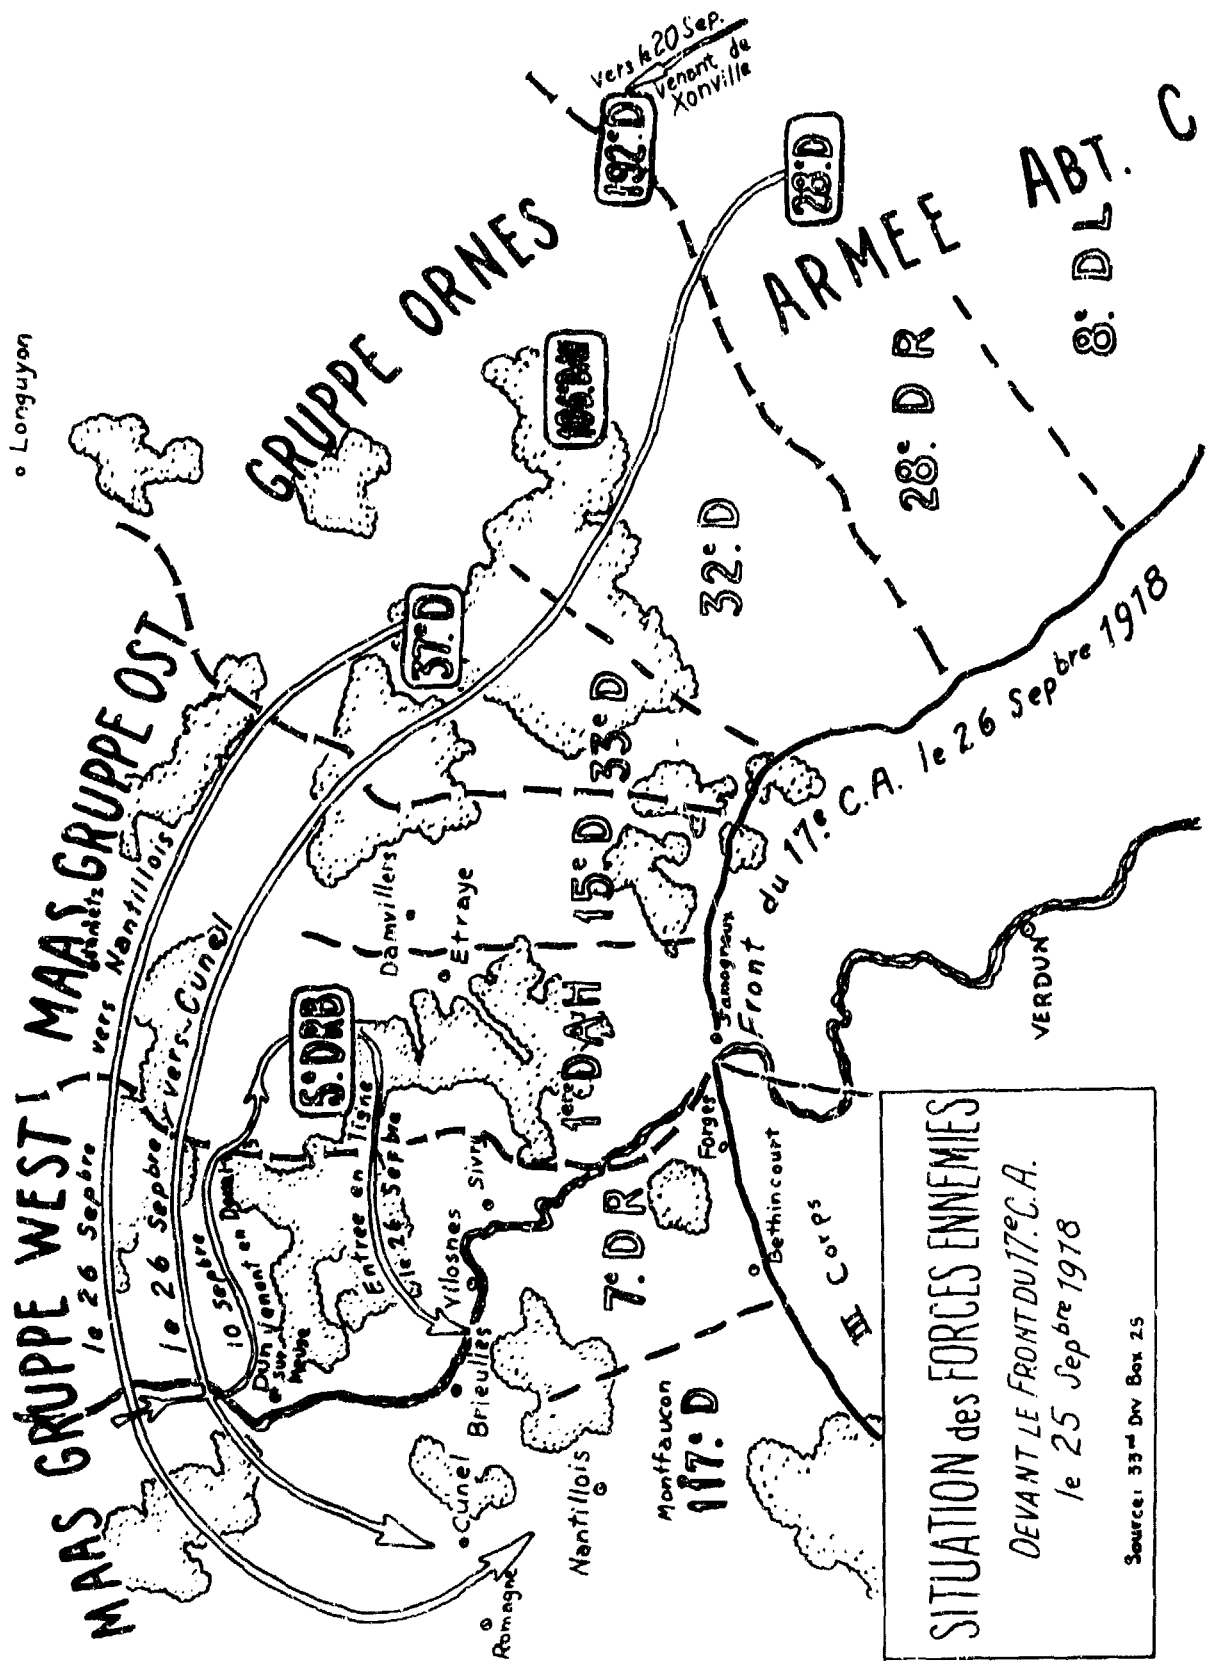 MAAS GRUPPE WEST
MAAS GRUPPE OST
GRUPPE ORNES
ARMEE ABT. C
Longuyon
vers le 20 Sep.
venant de
Xonville
192e. D
28e. D
37e. D
32e. D
28e. D R
8e. D L
33e. D
15e. D
1ère D A H
7e. D R
117e. D
5e. DRB
vers Nantillois
le 26 Sepbre
vers Cunel
le 26 Sepbre
10 Sepbre
Venant en
Entrée en ligne
le 26 Sepbre
Dun
sur
Meuse
Damvillers
Etraye
Sivry
Vilosnes
Brieulles
Cunel
Romagne
Nantillois
Montfaucon
Forges
Bethincourt
III Corps
Samogneux
VERDUN
Front du 17e. C.A. le 26 Sepbre 1918
SITUATION des FORCES ENNEMIES
DEVANT LE FRONT DU 17e C.A.
le 25 Sepbre 1918
Source: 33rd Div Box 25